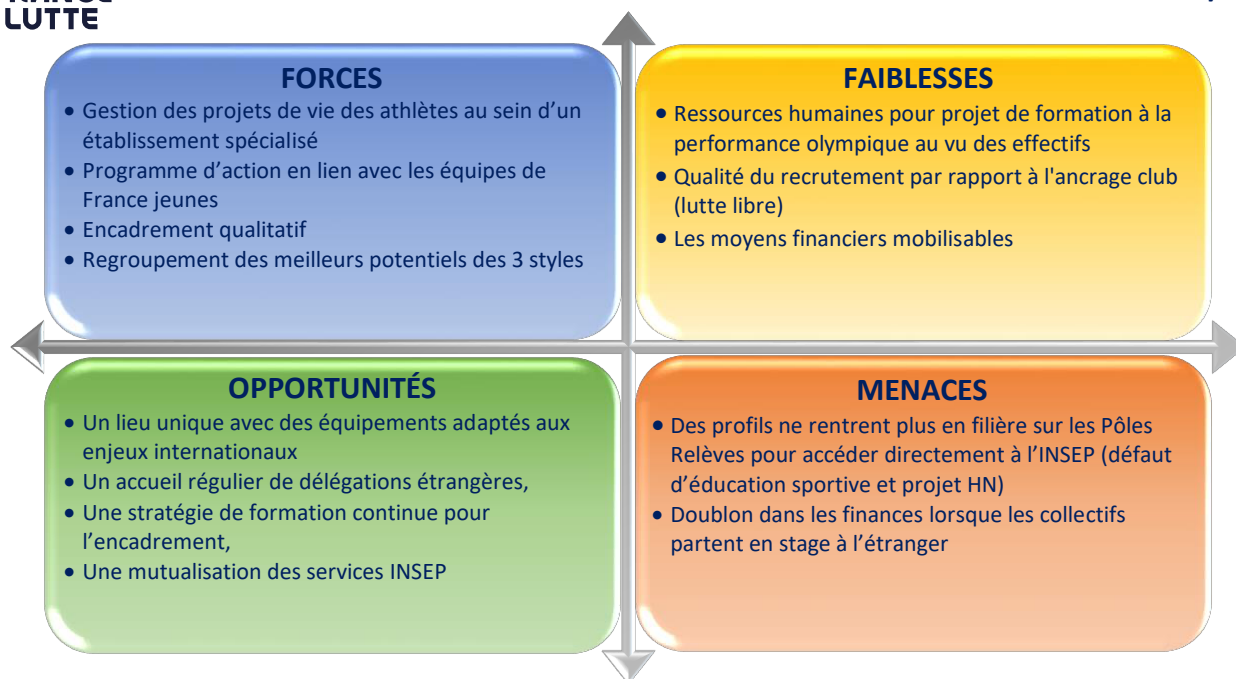 LUTTE
FORCES
• Gestion des projets de vie des athlètes au sein d’un
établissement spécialisé
• Programme d’action en lien avec les équipes de
France jeunes
• Encadrement qualitatif
• Regroupement des meilleurs potentiels des 3 styles
FAIBLESSES
• Ressources humaines pour projet de formation à la
performance olympique au vu des effectifs
• Qualité du recrutement par rapport à l'ancrage club
(lutte libre)
• Les moyens financiers mobilisables
OPPORTUNITÉS
• Un lieu unique avec des équipements adaptés aux
enjeux internationaux
• Un accueil régulier de délégations étrangères,
• Une stratégie de formation continue pour
l’encadrement,
• Une mutualisation des services INSEP
MENACES
• Des profils ne rentrent plus en filière sur les Pôles
Relèves pour accéder directement à l’INSEP (défaut
d’éducation sportive et projet HN)
• Doublon dans les finances lorsque les collectifs
partent en stage à l’étranger